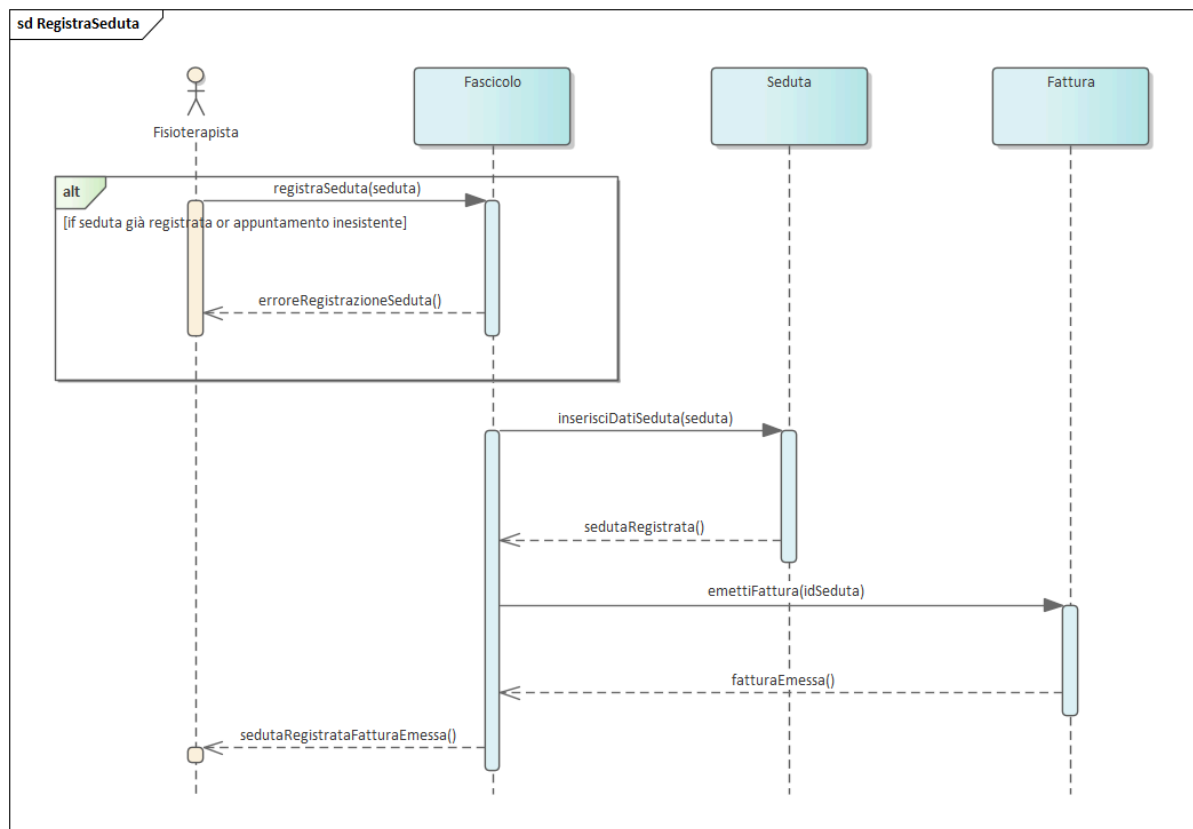 sd RegistraSeduta
Fisioterapista
Fascicolo
Seduta
Fattura
alt
registraSeduta(seduta)
[if seduta già registrata or appuntamento inesistente]
erroreRegistrazioneSeduta()
inserisciDatiSeduta(seduta)
sedutaRegistrata()
emettiFattura(idSeduta)
fatturaEmessa()
sedutaRegistrataFatturaEmessa()